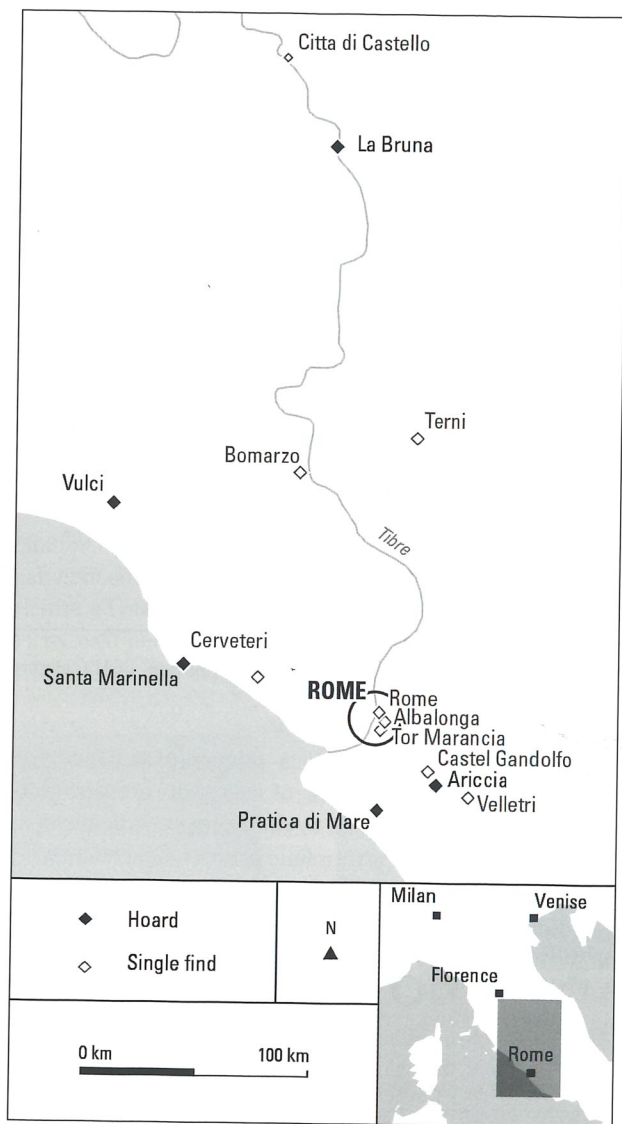 Citta di Castello
La Bruna
Terni
Bomarzo
Vulci
Tibre
Cerveteri
Santa Marinella
ROME
Rome
Albalonga
Tor Marancia
Castel Gandolfo
Ariccia
Velletri
Pratica di Mare
Hoard
Single find
N
0 km 100 km
Milan
Venise
Florence
Rome